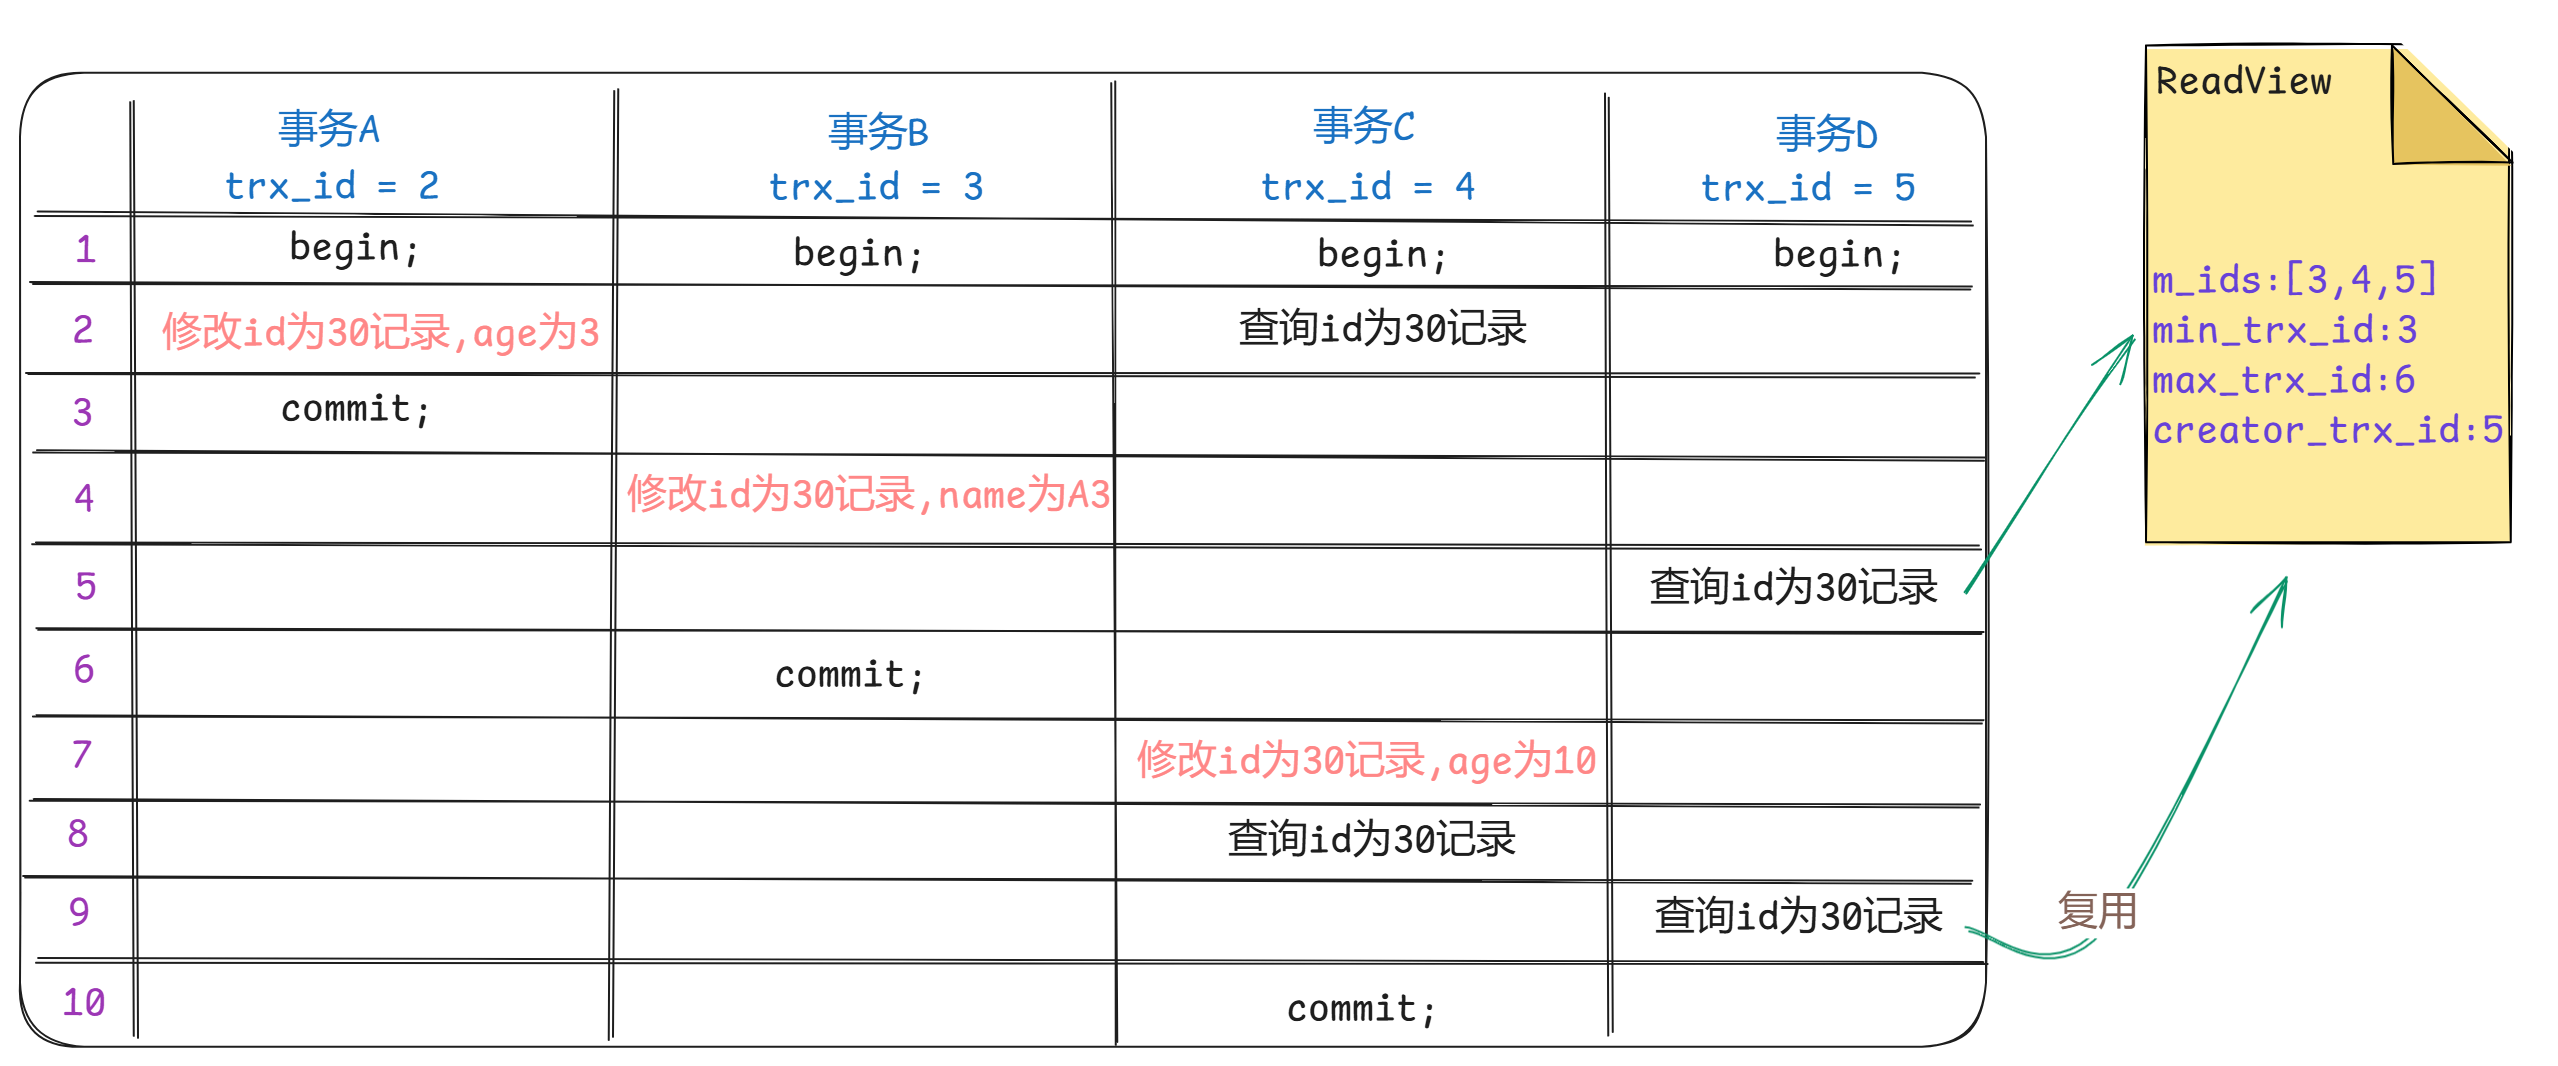 事务A
trx_id = 2
事务B
trx_id = 3
事务C
trx_id = 4
事务D
trx_id = 5
1
begin;
begin;
begin;
begin;
2
修改id为30记录,age为3
查询id为30记录
3
commit;
4
修改id为30记录,name为A3
5
查询id为30记录
6
commit;
7
修改id为30记录,age为10
8
查询id为30记录
9
查询id为30记录
10
commit;
ReadView
m_ids:[3,4,5]
min_trx_id:3
max_trx_id:6
creator_trx_id:5
复用